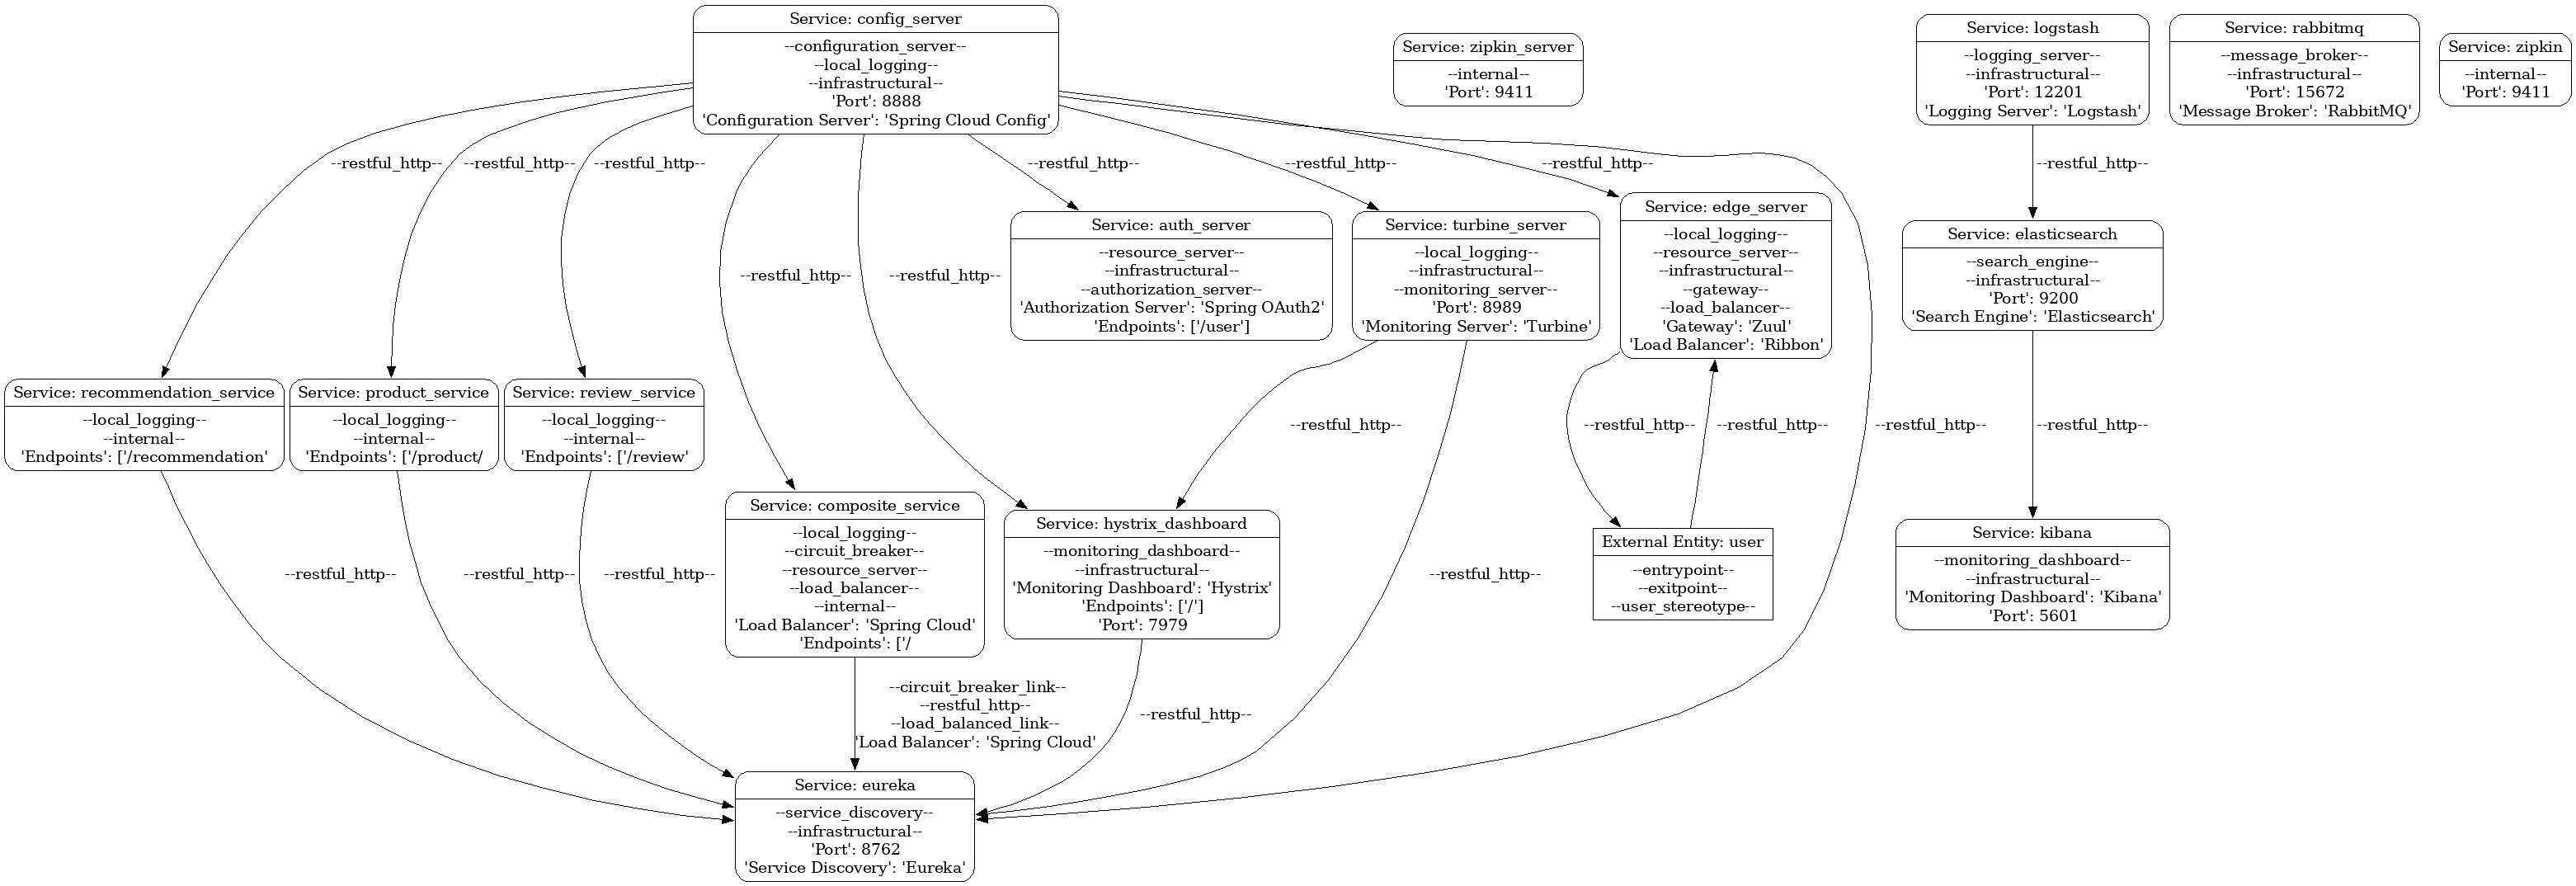 Service: config_server
--configuration_server--
--local_logging--
--infrastructural--
'Port': 8888
'Configuration Server': 'Spring Cloud Config'
Service: zipkin_server
--internal--
'Port': 9411
Service: logstash
--logging_server--
--infrastructural--
'Port': 12201
'Logging Server': 'Logstash'
Service: rabbitmq
--message_broker--
--infrastructural--
'Port': 15672
'Message Broker': 'RabbitMQ'
Service: zipkin
--internal--
'Port': 9411
--restful_http--
--restful_http--
--restful_http--
--restful_http--
--restful_http--
--restful_http--
--restful_http--
--restful_http--
--restful_http--
Service: auth_server
--resource_server--
--infrastructural--
--authorization_server--
'Authorization Server': 'Spring OAuth2'
'Endpoints': ['/user']
Service: turbine_server
--local_logging--
--infrastructural--
--monitoring_server--
'Port': 8989
'Monitoring Server': 'Turbine'
Service: edge_server
--local_logging--
--resource_server--
--infrastructural--
--gateway--
--load_balancer--
'Gateway': 'Zuul'
'Load Balancer': 'Ribbon'
Service: elasticsearch
--search_engine--
--infrastructural--
'Port': 9200
'Search Engine': 'Elasticsearch'
Service: recommendation_service
--local_logging--
--internal--
'Endpoints': ['/recommendation'
Service: product_service
--local_logging--
--internal--
'Endpoints': ['/product/
Service: review_service
--local_logging--
--internal--
'Endpoints': ['/review'
--restful_http--
--restful_http--
--restful_http--
--restful_http--
--restful_http--
Service: composite_service
--local_logging--
--circuit_breaker--
--resource_server--
--load_balancer--
--internal--
'Load Balancer': 'Spring Cloud'
'Endpoints': ['/
Service: hystrix_dashboard
--monitoring_dashboard--
--infrastructural--
'Monitoring Dashboard': 'Hystrix'
'Endpoints': ['/']
'Port': 7979
External Entity: user
--entrypoint--
--exitpoint--
--user_stereotype--
Service: kibana
--monitoring_dashboard--
--infrastructural--
'Monitoring Dashboard': 'Kibana'
'Port': 5601
--restful_http--
--restful_http--
--restful_http--
--restful_http--
--circuit_breaker_link--
--restful_http--
--load_balanced_link--
'Load Balancer': 'Spring Cloud'
--restful_http--
Service: eureka
--service_discovery--
--infrastructural--
'Port': 8762
'Service Discovery': 'Eureka'